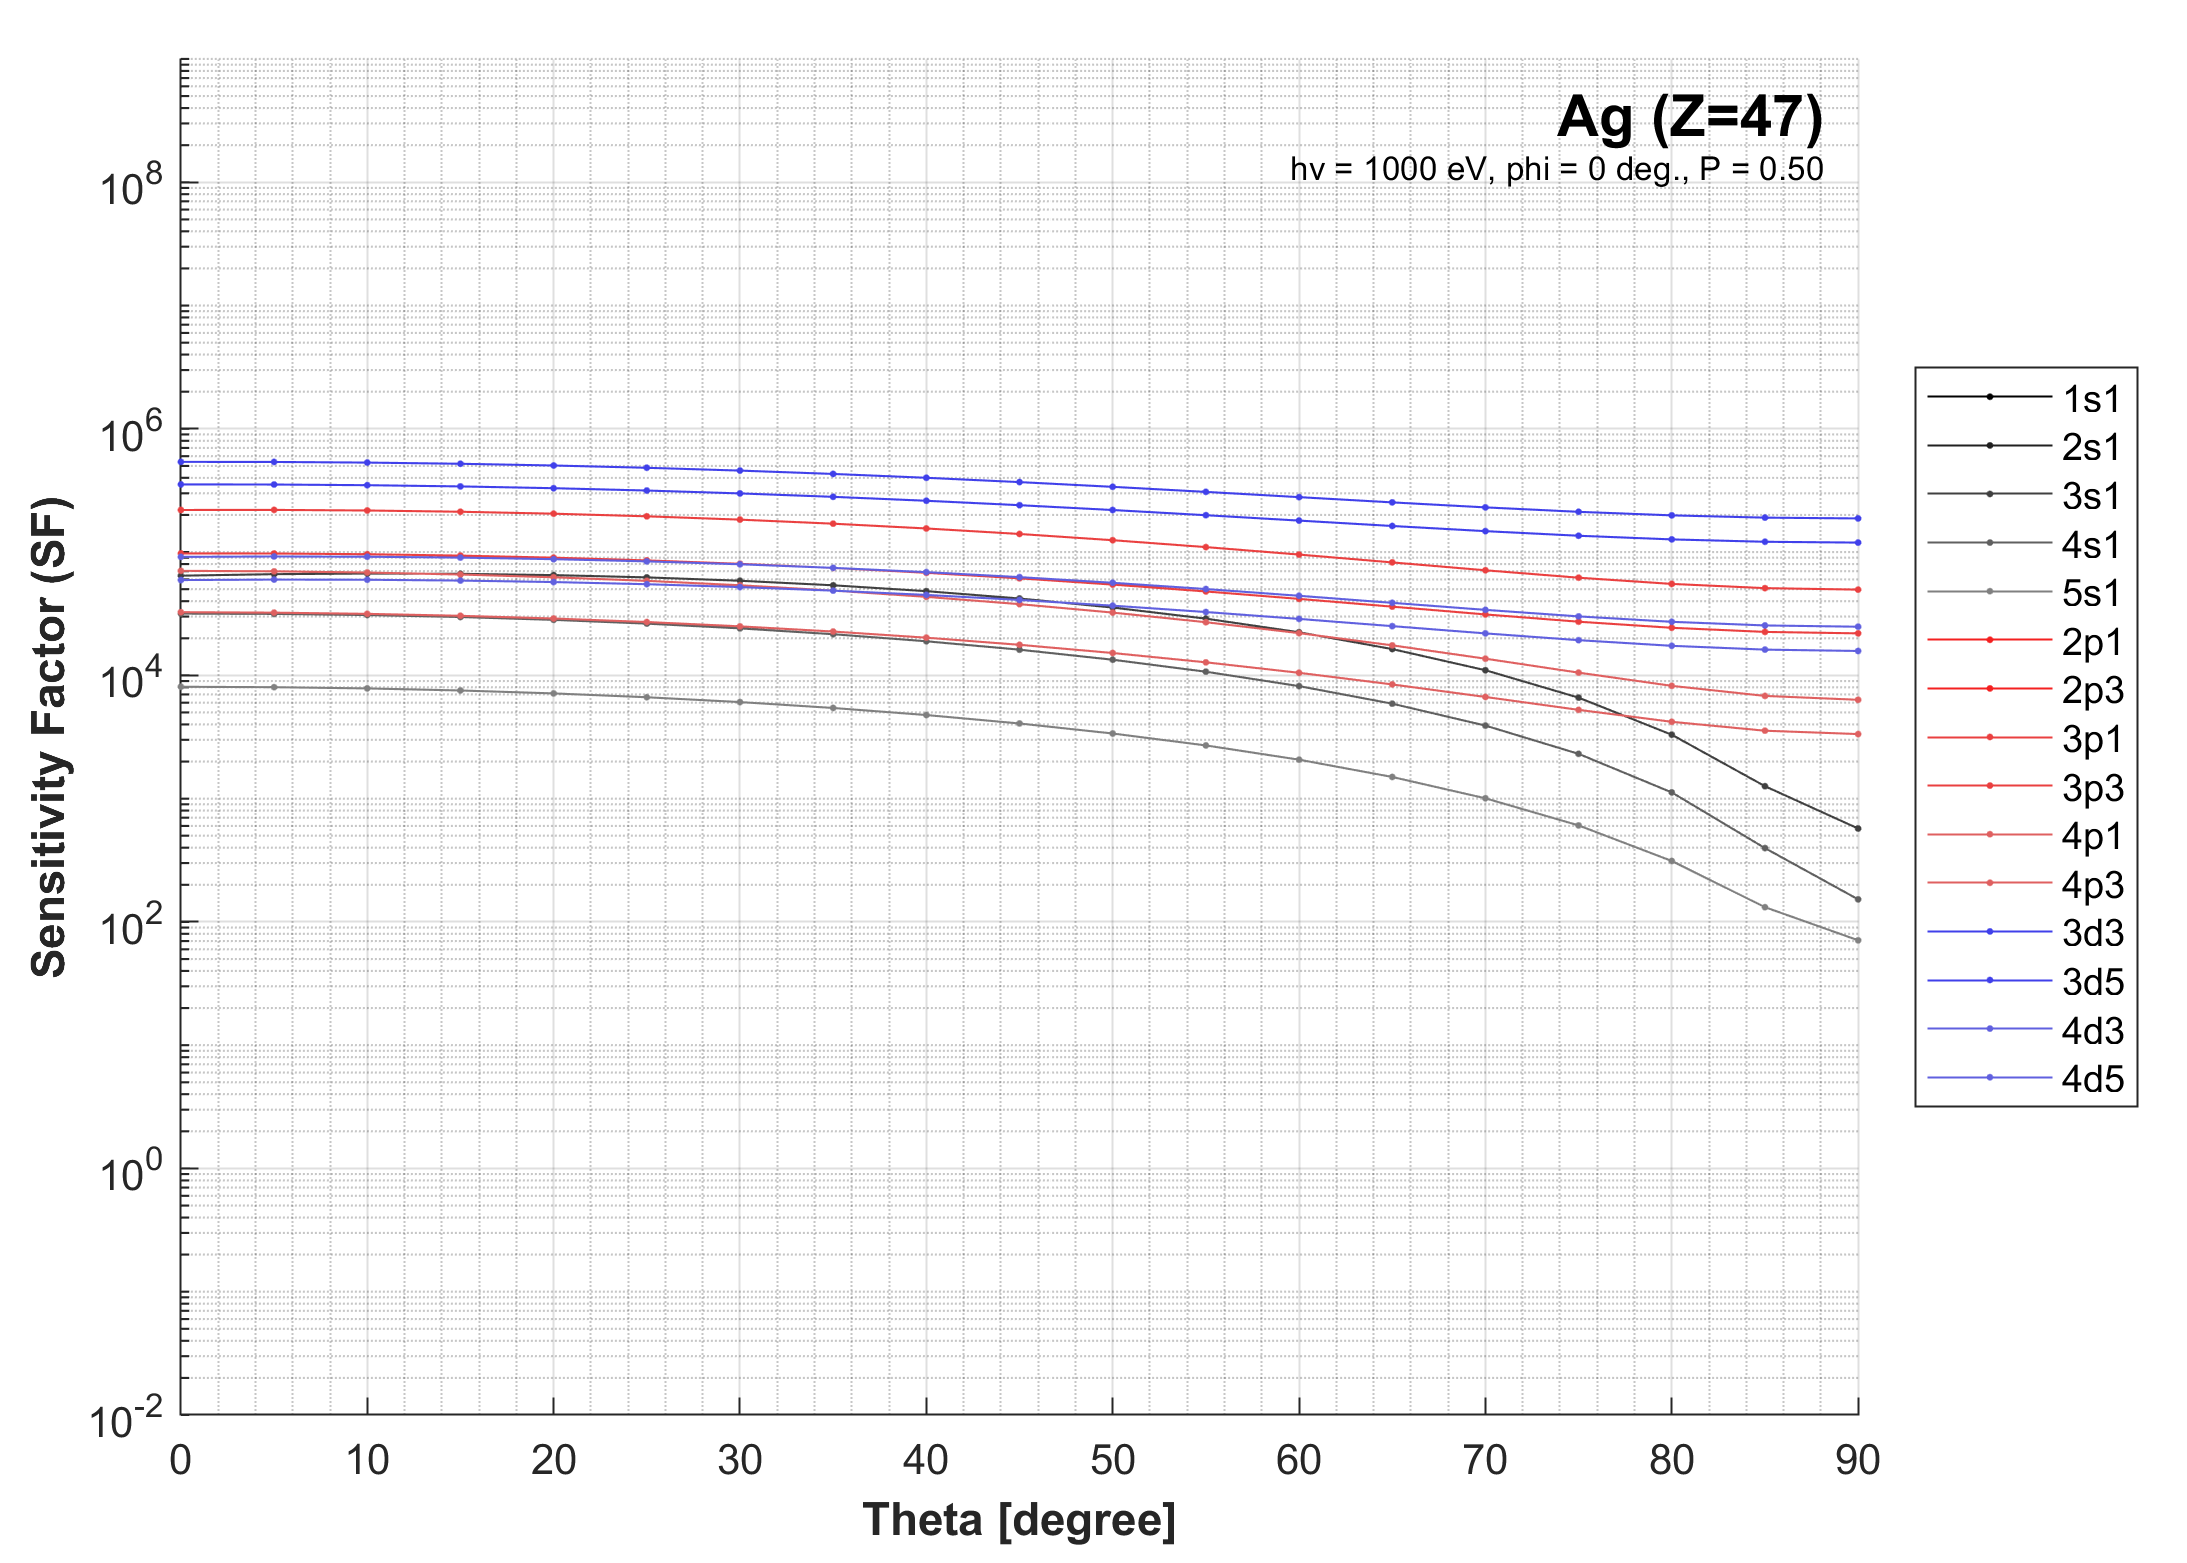 Ag (Z=47)
hv = 1000 eV, phi = 0 deg., P = 0.50
10^8
10^6
10^4
10^2
10^0
10^-2
Sensitivity Factor (SF)
0 10 20 30 40 50 60 70 80 90
Theta [degree]
1s1
2s1
3s1
4s1
5s1
2p1
2p3
3p1
3p3
4p1
4p3
3d3
3d5
4d3
4d5